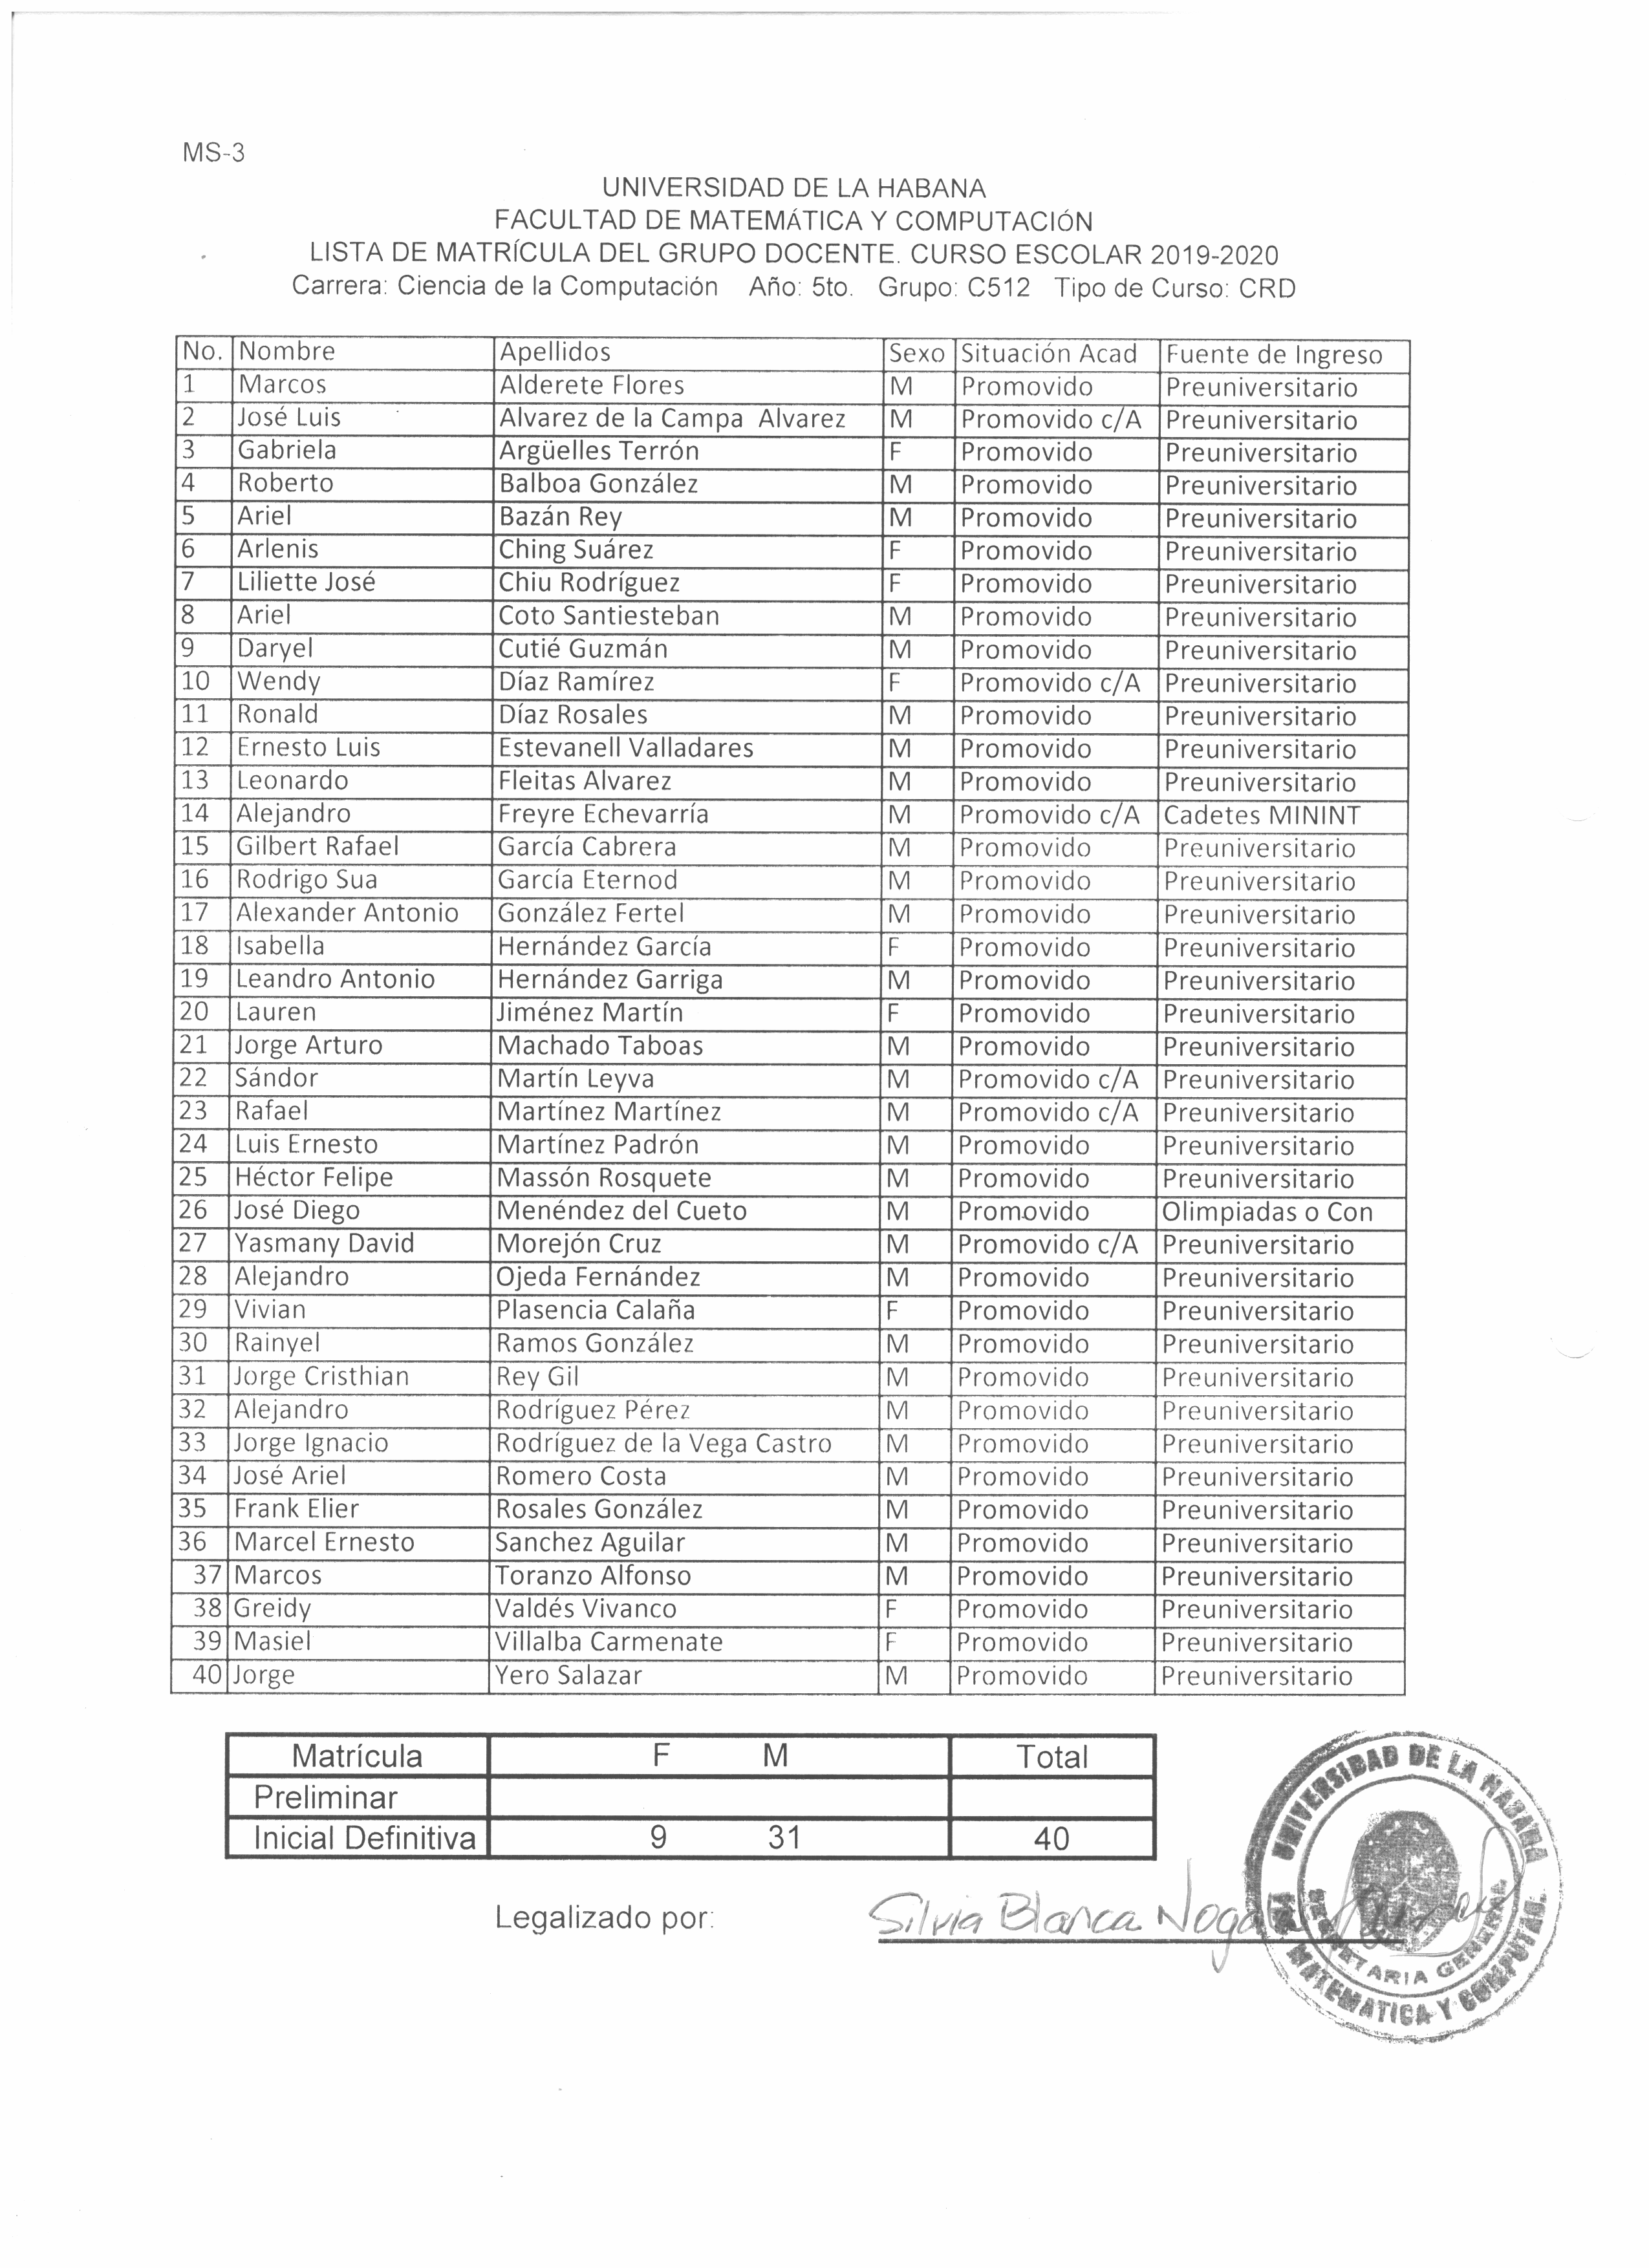 MS-3
UNIVERSIDAD DE LA HABANA
FACULTAD DE MATEMÁTICA Y COMPUTACIÓN
LISTA DE MATRÍCULA DEL GRUPO DOCENTE. CURSO ESCOLAR 2019-2020
Carrera: Ciencia de la Computación Año: 5to. Grupo: C512 Tipo de Curso: CRD
No. Nombre Apellidos Sexo Situación Acad Fuente de Ingreso
1 Marcos Alderete Flores M Promovido Preuniversitario
2 José Luis Alvarez de la Campa Alvarez M Promovido c/A Preuniversitario
3 Gabriela Argüelles Terrón F Promovido Preuniversitario
4 Roberto Balboa González M Promovido Preuniversitario
5 Ariel Bazán Rey M Promovido Preuniversitario
6 Arlenis Ching Suárez F Promovido Preuniversitario
7 Liliette José Chiu Rodríguez F Promovido Preuniversitario
8 Ariel Coto Santiesteban M Promovido Preuniversitario
9 Daryel Cutié Guzmán M Promovido Preuniversitario
10 Wendy Díaz Ramírez F Promovido c/A Preuniversitario
11 Ronald Díaz Rosales M Promovido Preuniversitario
12 Ernesto Luis Estevanell Valladares M Promovido Preuniversitario
13 Leonardo Fleitas Alvarez M Promovido Preuniversitario
14 Alejandro Freyre Echevarría M Promovido c/A Cadetes MININT
15 Gilbert Rafael García Cabrera M Promovido Preuniversitario
16 Rodrigo Sua García Eternod M Promovido Preuniversitario
17 Alexander Antonio González Fertel M Promovido Preuniversitario
18 Isabella Hernández García F Promovido Preuniversitario
19 Leandro Antonio Hernández Garriga M Promovido Preuniversitario
20 Lauren Jiménez Martín F Promovido Preuniversitario
21 Jorge Arturo Machado Taboas M Promovido Preuniversitario
22 Sándor Martín Leyva M Promovido c/A Preuniversitario
23 Rafael Martínez Martínez M Promovido c/A Preuniversitario
24 Luis Ernesto Martínez Padrón M Promovido Preuniversitario
25 Héctor Felipe Massón Rosquete M Promovido Preuniversitario
26 José Diego Menéndez del Cueto M Promovido Olimpiadas o Con
27 Yasmany David Morejón Cruz M Promovido c/A Preuniversitario
28 Alejandro Ojeda Fernández M Promovido Preuniversitario
29 Vivian Plasencia Calaña F Promovido Preuniversitario
30 Rainyel Ramos González M Promovido Preuniversitario
31 Jorge Cristhian Rey Gil M Promovido Preuniversitario
32 Alejandro Rodríguez Pérez M Promovido Preuniversitario
33 Jorge Ignacio Rodríguez de la Vega Castro M Promovido Preuniversitario
34 José Ariel Romero Costa M Promovido Preuniversitario
35 Frank Elier Rosales González M Promovido Preuniversitario
36 Marcel Ernesto Sanchez Aguilar M Promovido Preuniversitario
37 Marcos Toranzo Alfonso M Promovido Preuniversitario
38 Greidy Valdés Vivanco F Promovido Preuniversitario
39 Masiel Villalba Carmenate F Promovido Preuniversitario
40 Jorge Yero Salazar M Promovido Preuniversitario
Matrícula F M Total
Preliminar
Inicial Definitiva 9 31 40
Legalizado por: Silvia Blanca
UNIVERSIDAD DE LA HABANA
SECRETARIA GENERAL
MATEMATICA Y COMPUTAC.